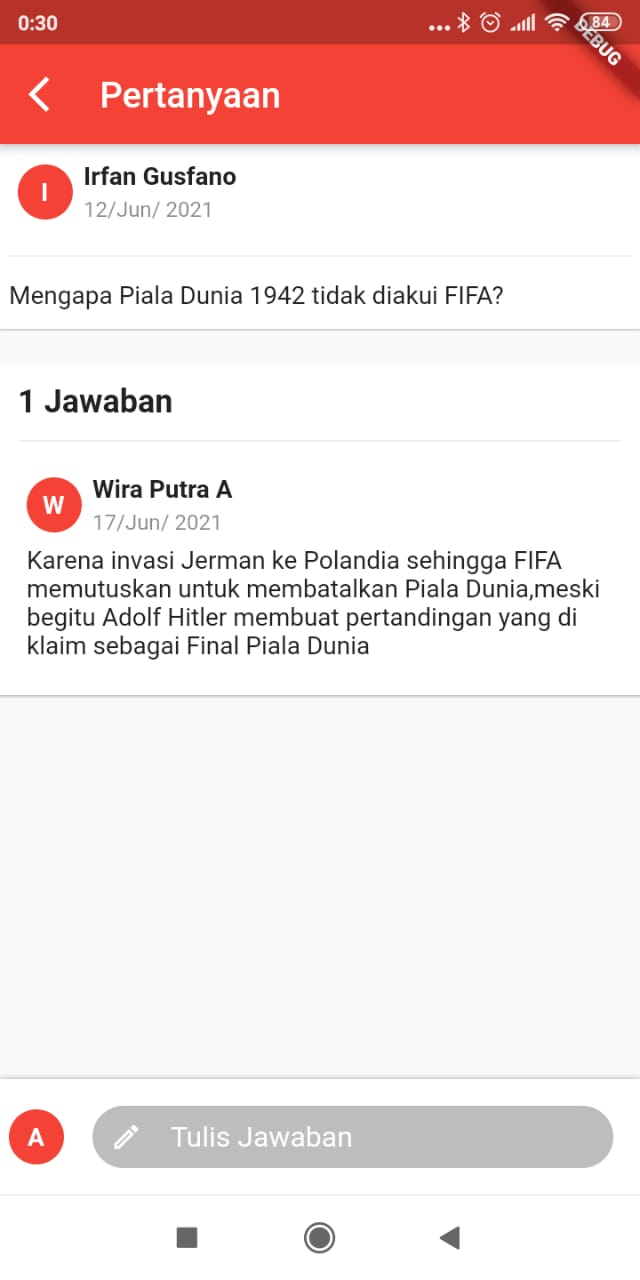 0:30
84
DEBUG
Pertanyaan
I
Irfan Gusfano
12/Jun/ 2021
Mengapa Piala Dunia 1942 tidak diakui FIFA?
1 Jawaban
W
Wira Putra A
17/Jun/ 2021
Karena invasi Jerman ke Polandia sehingga FIFA
memutuskan untuk membatalkan Piala Dunia,meski
begitu Adolf Hitler membuat pertandingan yang di
klaim sebagai Final Piala Dunia
A
Tulis Jawaban